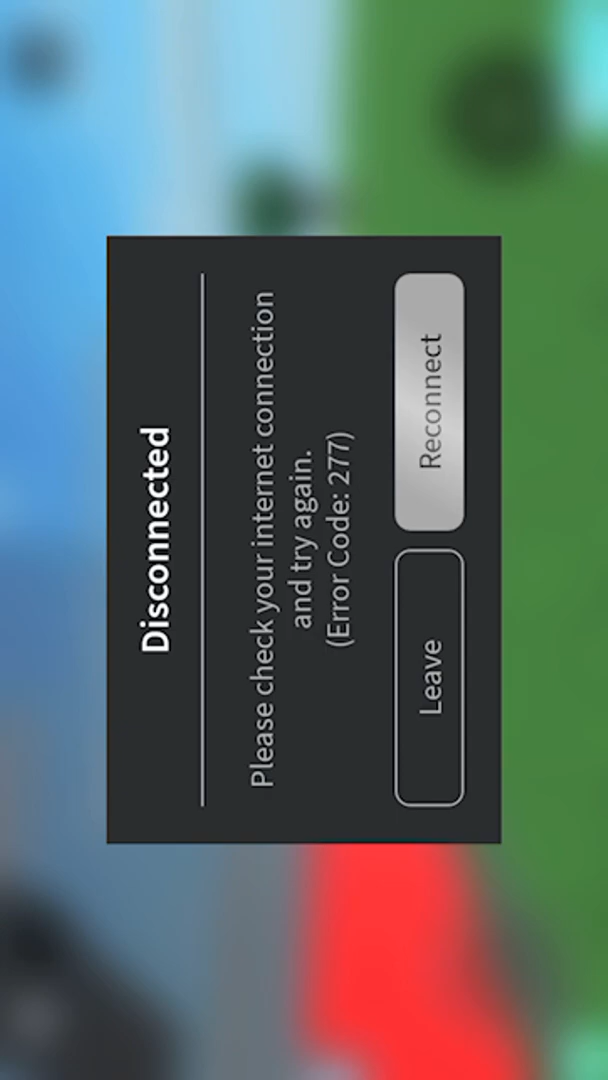 Disconnected
Please check your internet connection
and try again.
(Error Code: 277)
Leave
Reconnect